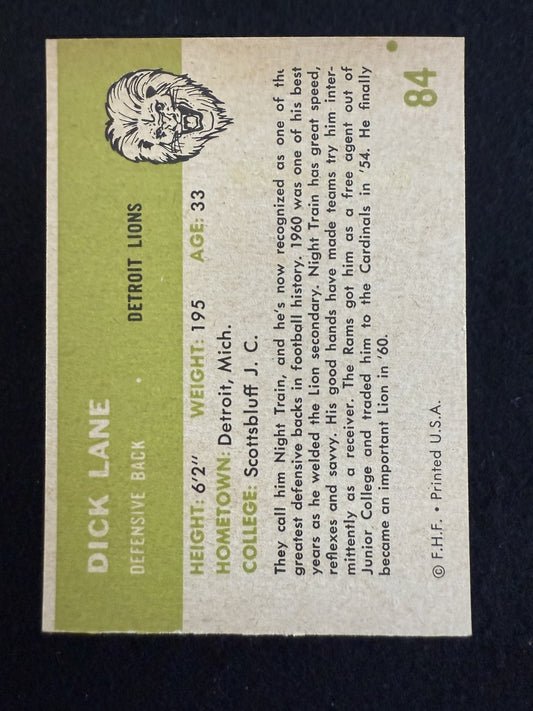 DICK LANE
DEFENSIVE BACK
DETROIT LIONS
HEIGHT: 6'2" WEIGHT: 195 AGE: 33
HOMETOWN: Detroit, Mich.
COLLEGE: Scottsbluff J. C.
They call him Night Train, and he's now recognized as one of the
greatest defensive backs in football history. 1960 was one of his best
years as he welded the Lion secondary. Night Train has great speed,
reflexes and savvy. His good hands have made teams try him inter-
mittently as a receiver. The Rams got him as a free agent out of
Junior College and traded him to the Cardinals in '54. He finally
became an important Lion in '60.
© F.H.F. • Printed U.S.A.
84